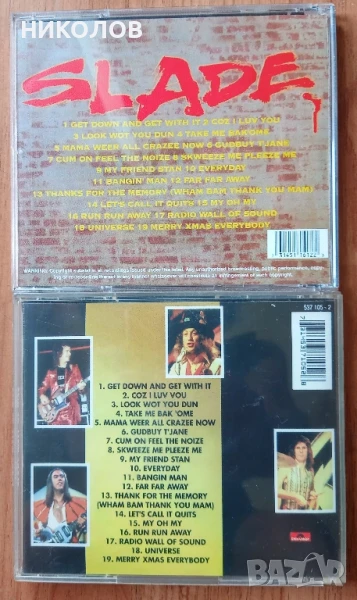 НИКОЛОВ
SLADE
1 GET DOWN AND GET WITH IT 2 COZ I LUV YOU
3 LOOK WOT YOU DUN 4 TAKE ME BAK 'OME
5 MAMA WEER ALL CRAZEE NOW 6 GUDBUY T'JANE
7 CUM ON FEEL THE NOIZE 8 SKWEEZE ME PLEEZE ME
9 MY FRIEND STAN 10 EVERYDAY
11 BANGIN' MAN 12 FAR FAR AWAY
13 THANKS FOR THE MEMORY (WHAM BAM THANK YOU MAM)
14 LET'S CALL IT QUITS 15 MY OH MY
16 RUN RUN AWAY 17 RADIO WALL OF SOUND
18 UNIVERSE 19 MERRY XMAS EVERYBODY
537 105 - 2
1. GET DOWN AND GET WITH IT
2. COZ I LUV YOU
3. LOOK WOT YOU DUN
4. TAKE ME BAK 'OME
5. MAMA WEER ALL CRAZEE NOW
6. GUDBUY T'JANE
7. CUM ON FEEL THE NOIZE
8. SKWEEZE ME PLEEZE ME
9. MY FRIEND STAN
10. EVERYDAY
11. BANGIN MAN
12. FAR FAR AWAY
13. THANK FOR THE MEMORY
(WHAM BAM THANK YOU MAM)
14. LET'S CALL IT QUITS
15. MY OH MY
16. RUN RUN AWAY
17. RADIO WALL OF SOUND
18. UNIVERSE
19. MERRY XMAS EVERYBODY
BAZAR